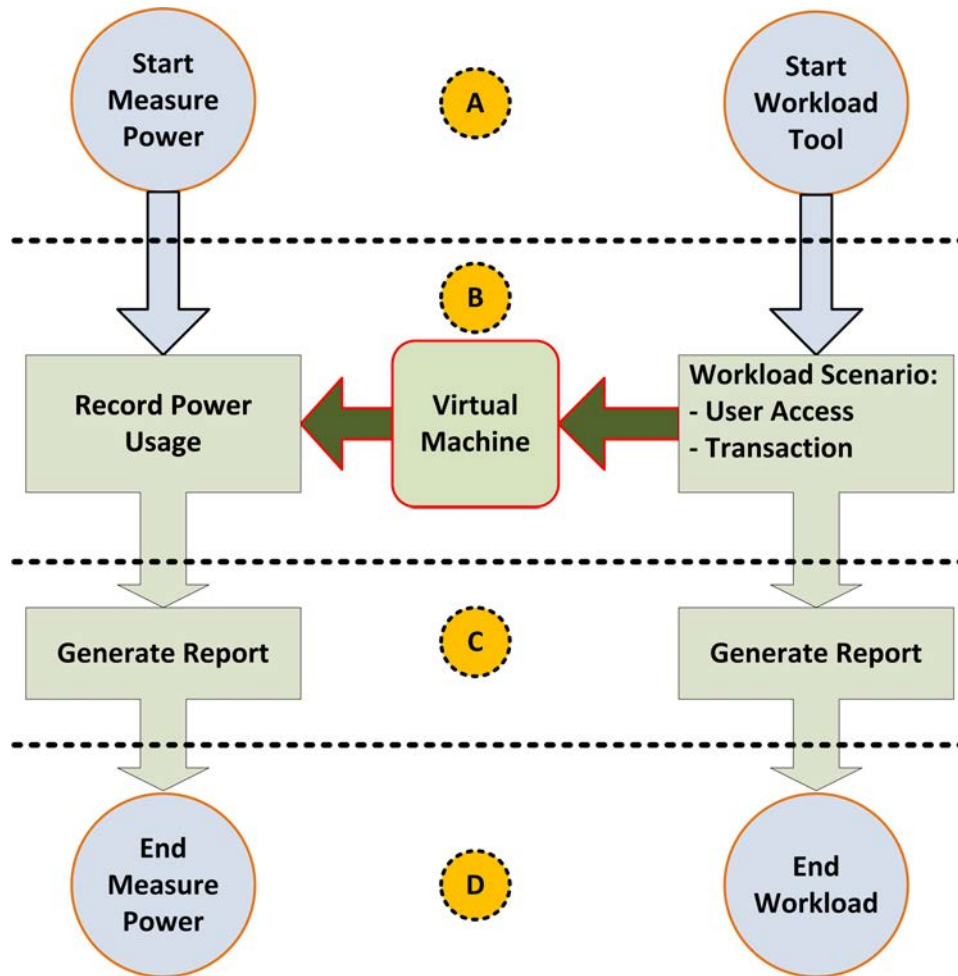 Start
Measure
Power
A
Start
Workload
Tool
B
Record Power
Usage
Virtual
Machine
Workload Scenario:
- User Access
- Transaction
Generate Report
C
Generate Report
End
Measure
Power
D
End
Workload